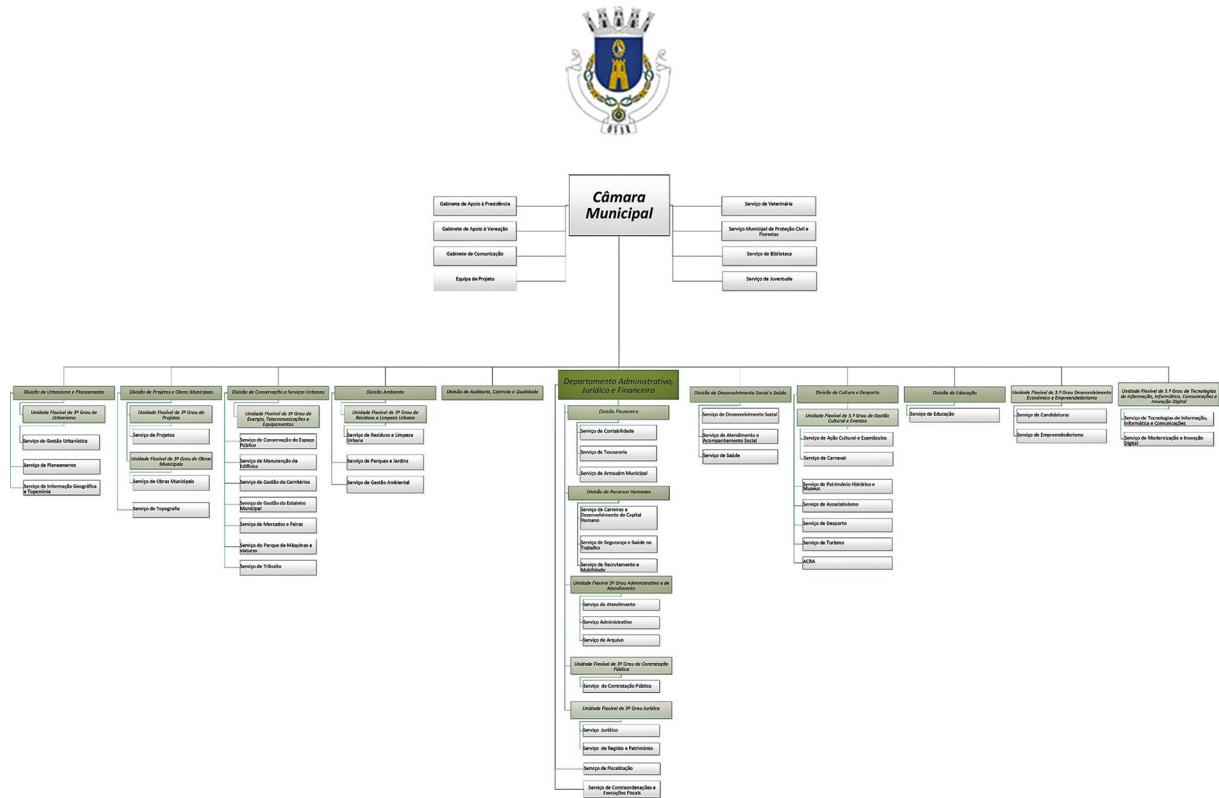 Câmara
Municipal
Gabinete de Apoio à Presidência
Gabinete de Apoio à Vereação
Gabinete de Comunicação
Equipa de Projeto
Serviço de Veterinária
Serviço Municipal de Proteção Civil e
Florestas
Serviço de Biblioteca
Serviço de Juventude
Divisão de Urbanismo e Planeamento
Unidade Flexível de 3º Grau de
Urbanismo
Serviço de Gestão Urbanística
Serviço de Planeamento
Serviço de Informação Geográfica
e Toponímia
Divisão de Projetos e Obras Municipais
Unidade Flexível de 3º Grau de
Projetos
Serviço de Projetos
Unidade Flexível de 3º Grau de Obras
Municipais
Serviço de Obras Municipais
Serviço de Topografia
Divisão de Conservação e Serviços Urbanos
Unidade Flexível de 3º Grau de
Energia, Telecomunicações e
Equipamentos
Serviço de Conservação do Espaço
Público
Serviço de Manutenção de
Edifícios
Serviço de Gestão de Cemitérios
Serviço de Gestão do Estaleiro
Municipal
Serviço de Mercados e Feiras
Serviço do Parque de Máquinas e
viaturas
Serviço de Trânsito
Divisão Ambiente
Unidade Flexível de 3º Grau de
Resíduos e Limpeza Urbana
Serviço de Resíduos e Limpeza
Urbana
Serviço de Parques e Jardins
Serviço de Gestão Ambiental
Divisão de Auditoria, Controlo e Qualidade
Departamento Administrativo,
Jurídico e Financeiro
Divisão Financeira
Serviço de Contabilidade
Serviço de Tesouraria
Serviço de Armazém Municipal
Divisão de Recursos Humanos
Serviço de Carreiras e
Desenvolvimento do Capital
Humano
Serviço de Segurança e Saúde no
Trabalho
Serviço de Recrutamento e
Mobilidade
Unidade Flexível 3º Grau Administrativa e de
Atendimento
Serviço de Atendimento
Serviço Administrativo
Serviço de Arquivo
Unidade Flexível de 3º Grau de Contratação
Pública
Serviço de Contratação Pública
Unidade Flexível de 3º Grau Jurídica
Serviço Jurídico
Serviço de Registo e Património
Serviço de Fiscalização
Serviço de Contraordenações e
Execuções Fiscais
Divisão de Desenvolvimento Social e Saúde
Serviço de Desenvolvimento Social
Serviço de Atendimento e
Acompanhamento Social
Serviço de Saúde
Divisão de Cultura e Desporto
Unidade Flexível de 3.º Grau de Gestão
Cultural e Eventos
Serviço de Ação Cultural e Espetáculos
Serviço de Carnaval
Serviço de Património Histórico e
Museus
Serviço de Associativismo
Serviço de Desporto
Serviço de Turismo
ACRA
Divisão de Educação
Serviço de Educação
Unidade Flexível de 3.º Grau Desenvolvimento
Económico e Empreendedorismo
Serviço de Candidaturas
Serviço de Empreendedorismo
Unidade Flexível de 3.º Grau de Tecnologias
de Informação, Informática, Comunicações e
Inovação Digital
Serviço de Tecnologias de Informação,
Informática e Comunicações
Serviço de Modernização e Inovação
Digital